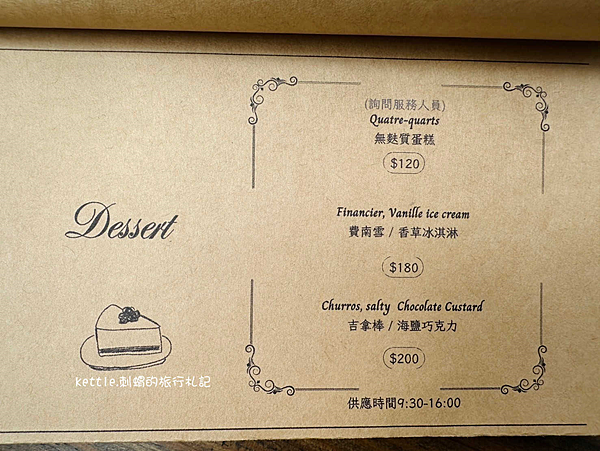 Dessert
(詢問服務人員)
Quatre-quarts
無麩質蛋糕
$120
Financier, Vanille ice cream
費南雪 / 香草冰淇淋
$180
Churros, salty Chocolate Custard
吉拿棒 / 海鹽巧克力
$200
供應時間9:30-16:00
kettle.刺蝟的旅行札記